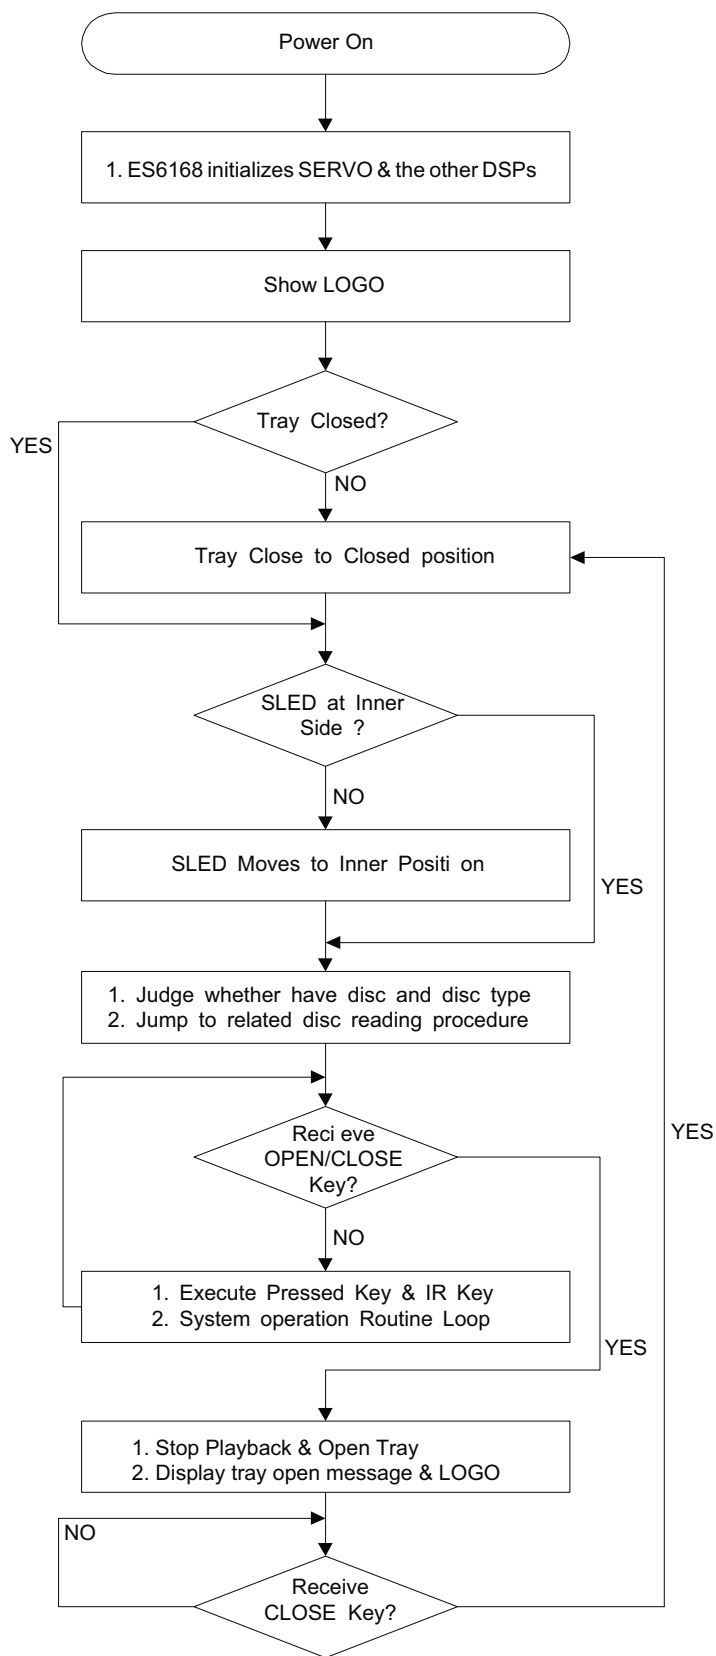 Power On
1. ES6168 initializes SERVO & the other DSPs
Show LOGO
Tray Closed?
YES
NO
Tray Close to Closed position
SLED at Inner
Side ?
NO
SLED Moves to Inner Positi on
YES
1. Judge whether have disc and disc type
2. Jump to related disc reading procedure
YES
Reci eve
OPEN/CLOSE
Key?
NO
1. Execute Pressed Key & IR Key
2. System operation Routine Loop
YES
1. Stop Playback & Open Tray
2. Display tray open message & LOGO
NO
Receive
CLOSE Key?